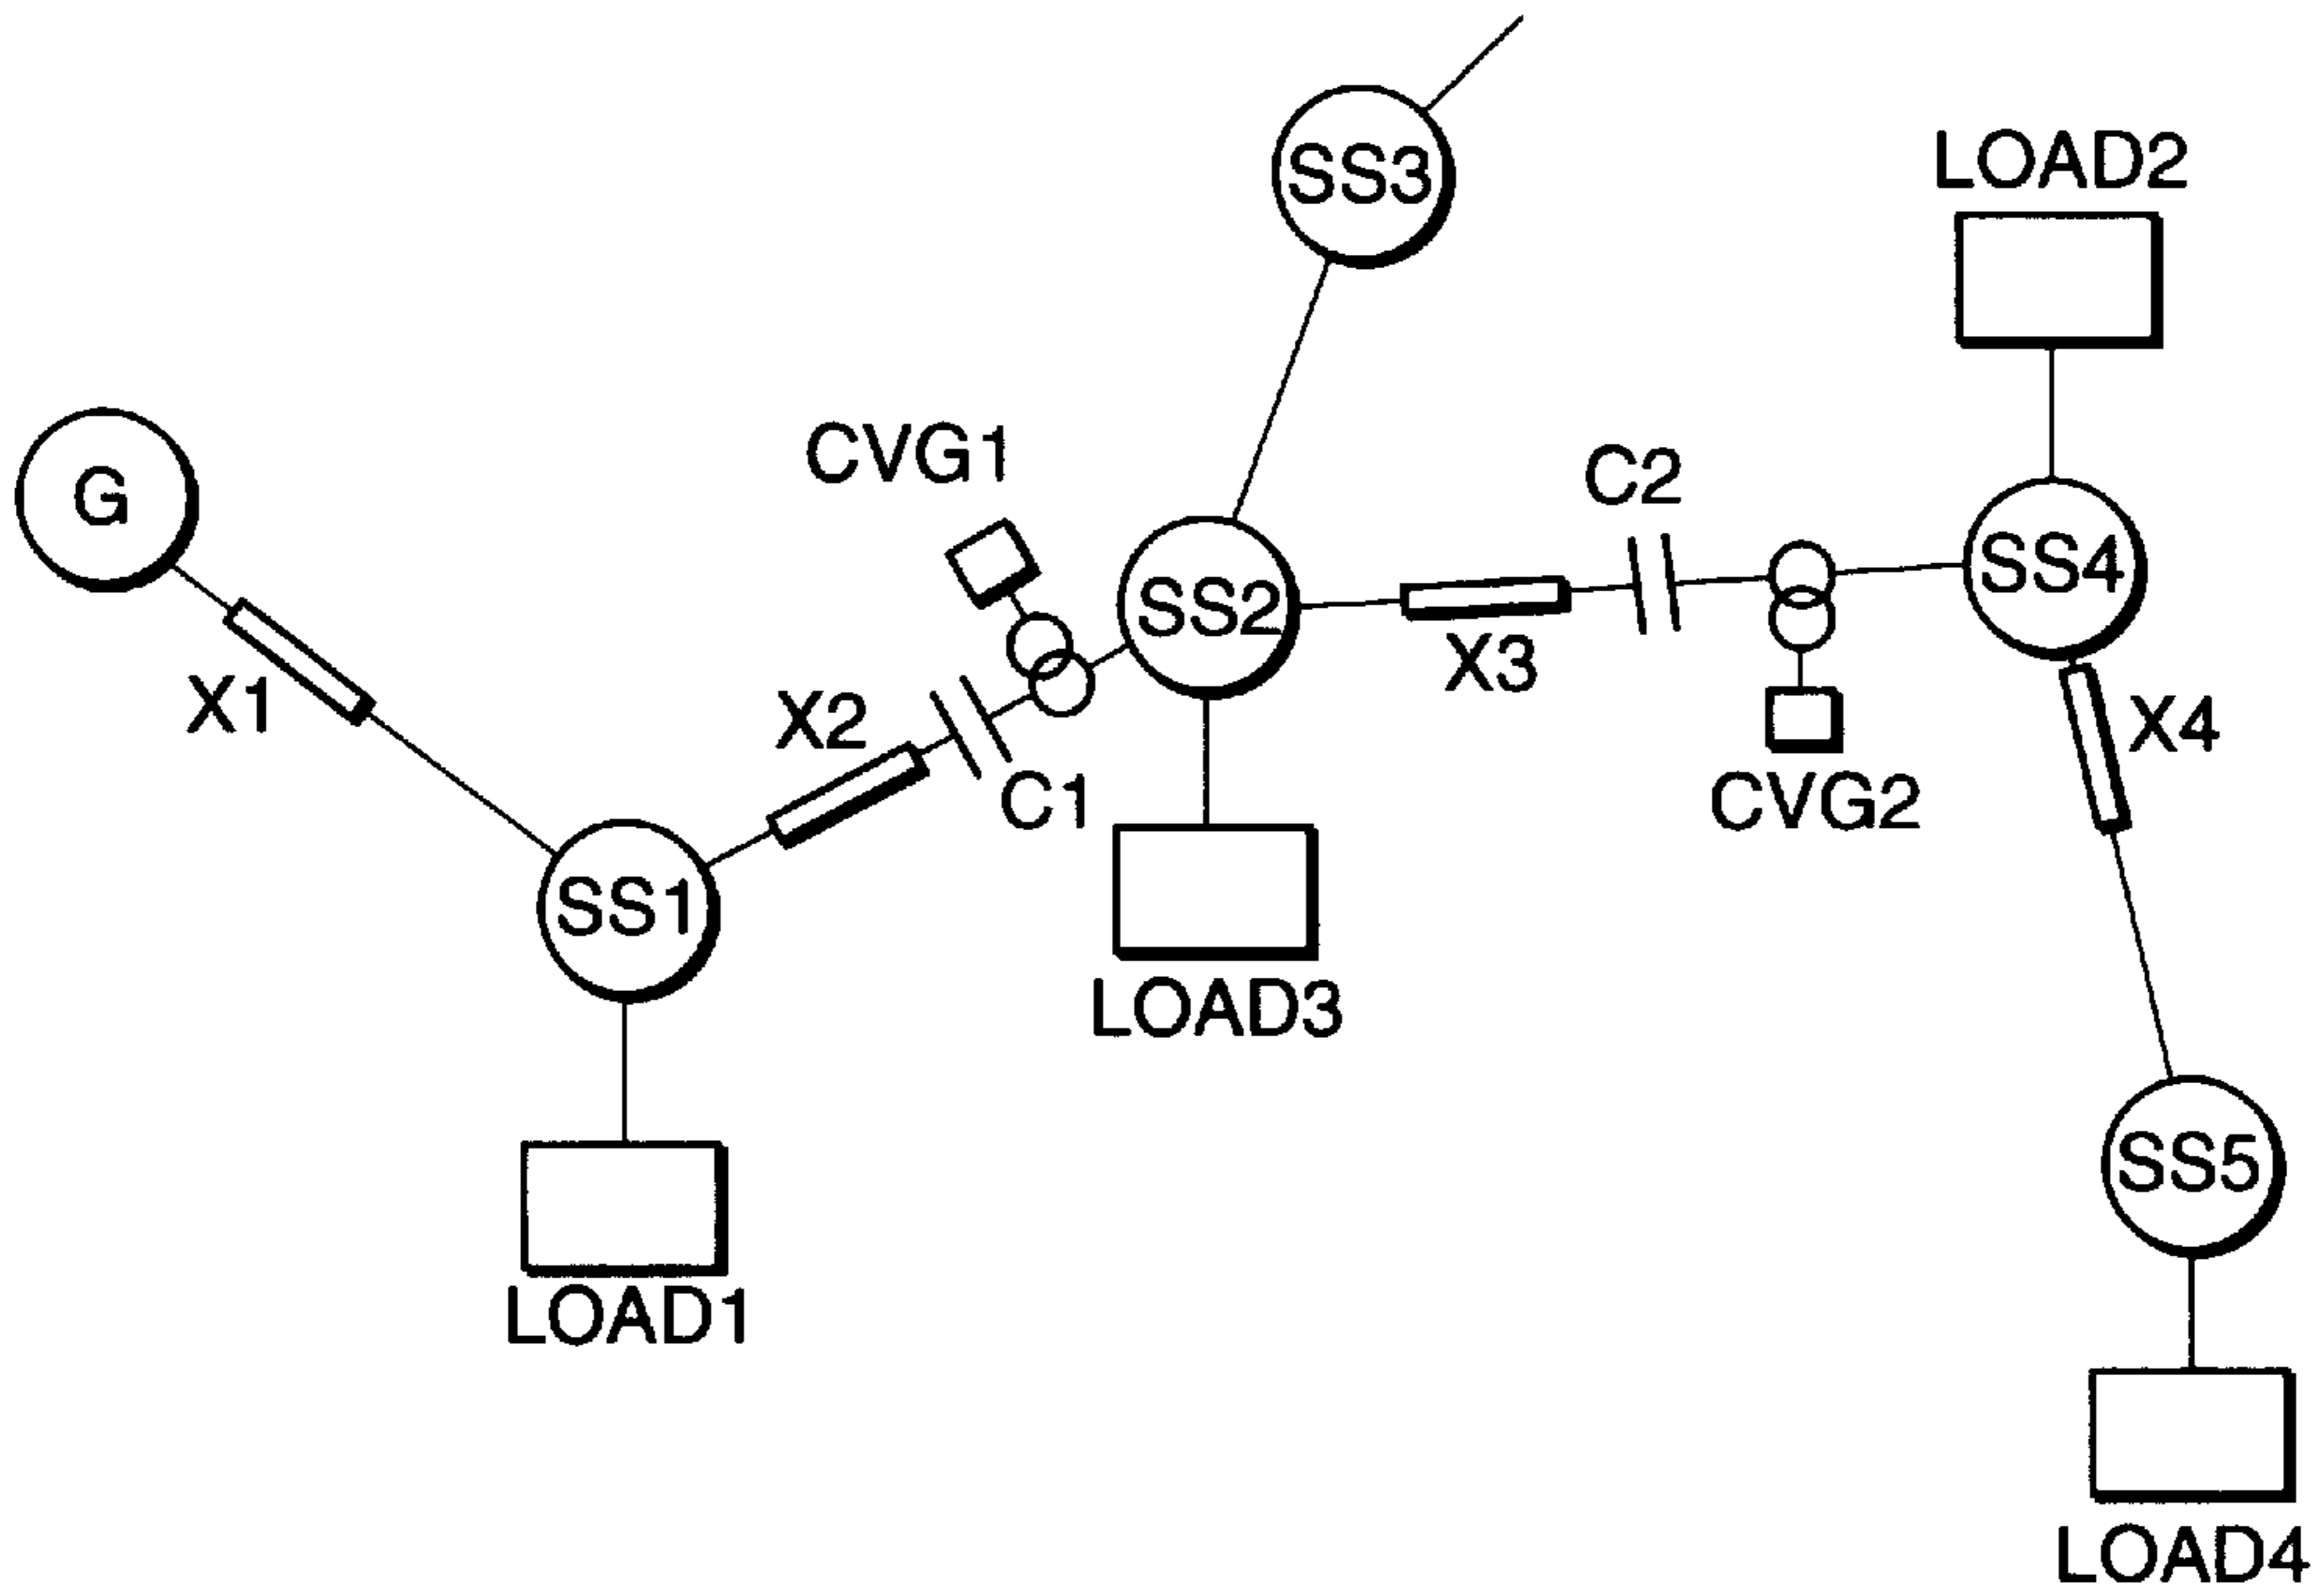 SS3
LOAD2
CVG1
C2
G
SS4
SS2
X3
X1
X2
X4
C1
CVG2
SS1
LOAD3
SS5
LOAD1
LOAD4